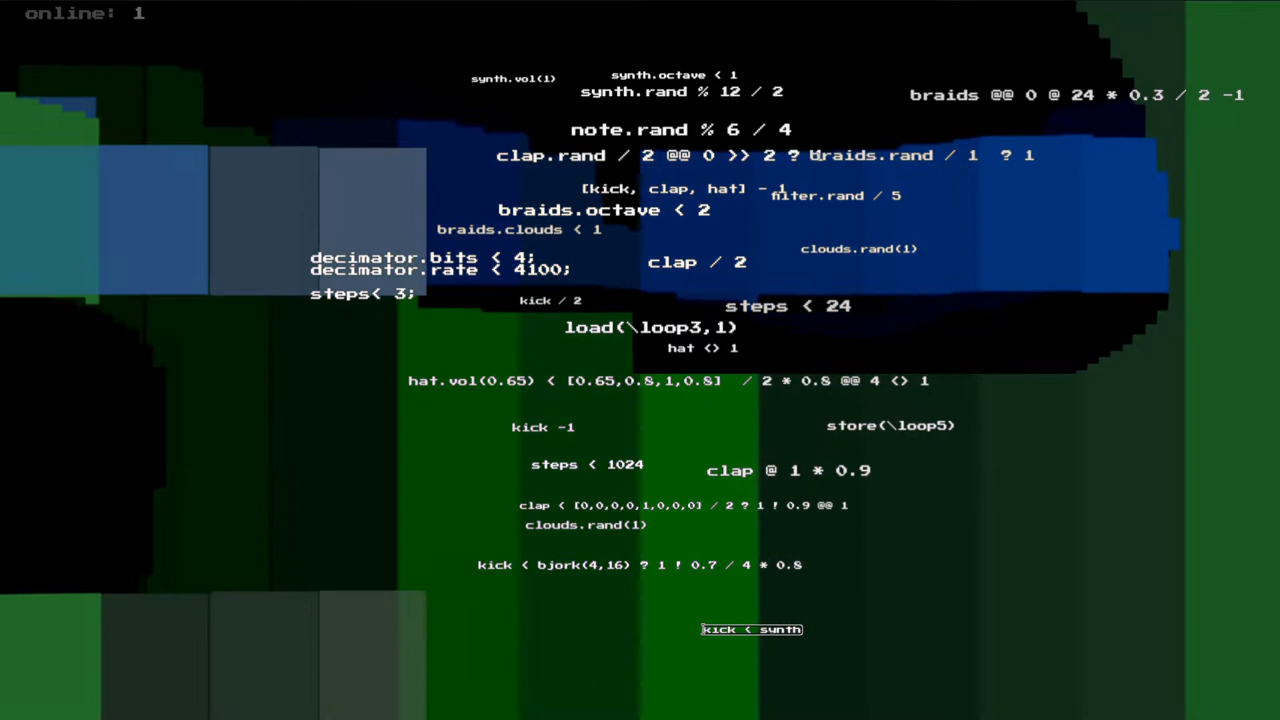 online: 1
synth.vol(1)
synth.octave < 1
synth.rand % 12 / 2
braids @@ 0 @ 24 * 0.3 / 2 -1
note.rand % 6 / 4
clap.rand / 2 @@ 0 >> 2 ? 1
braids.rand / 1 ? 1
[kick, clap, hat] - 1
filter.rand / 5
braids.octave < 2
braids.clouds < 1
clouds.rand(1)
decimator.bits < 4;
decimator.rate < 4100;
clap / 2
steps< 3;
kick / 2
steps < 24
load(\loop3,1)
hat <> 1
hat.vol(0.65) < [0.65,0.8,1,0.8] / 2 * 0.8 @@ 4 <> 1
kick -1
store(\loop5)
steps < 1024
clap @ 1 * 0.9
clap < [0,0,0,0,1,0,0,0] / 2 ? 1 ! 0.9 @@ 1
clouds.rand(1)
kick < bjork(4,16) ? 1 ! 0.7 / 4 * 0.8
kick < synth